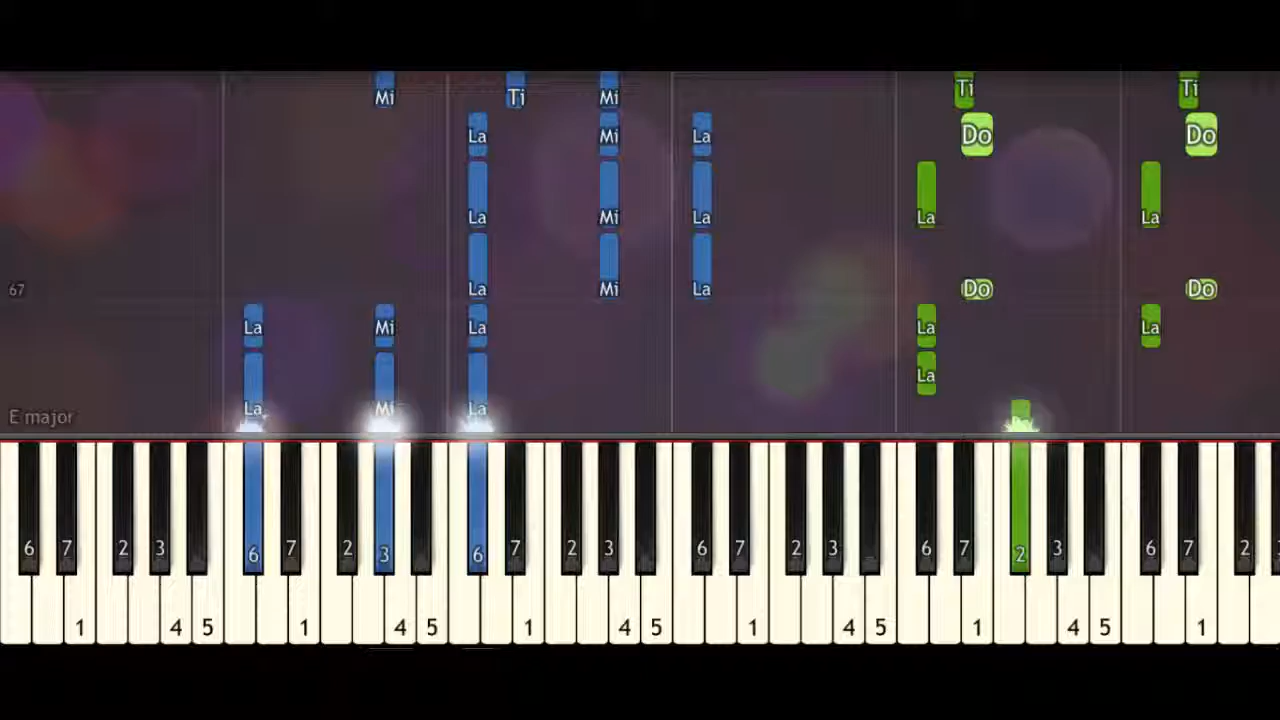 Mi Ti Mi Ti Ti
La Mi La Do Do
La Mi La La La
67 La Mi La Do Do
La Mi La La La
La
E major La Mi La
6 7 2 3 6 7 2 3 6 7 2 3 6 7 2 3 6 7 2 3 6 7 2
1 4 5 1 4 5 1 4 5 1 4 5 1 4 5 1